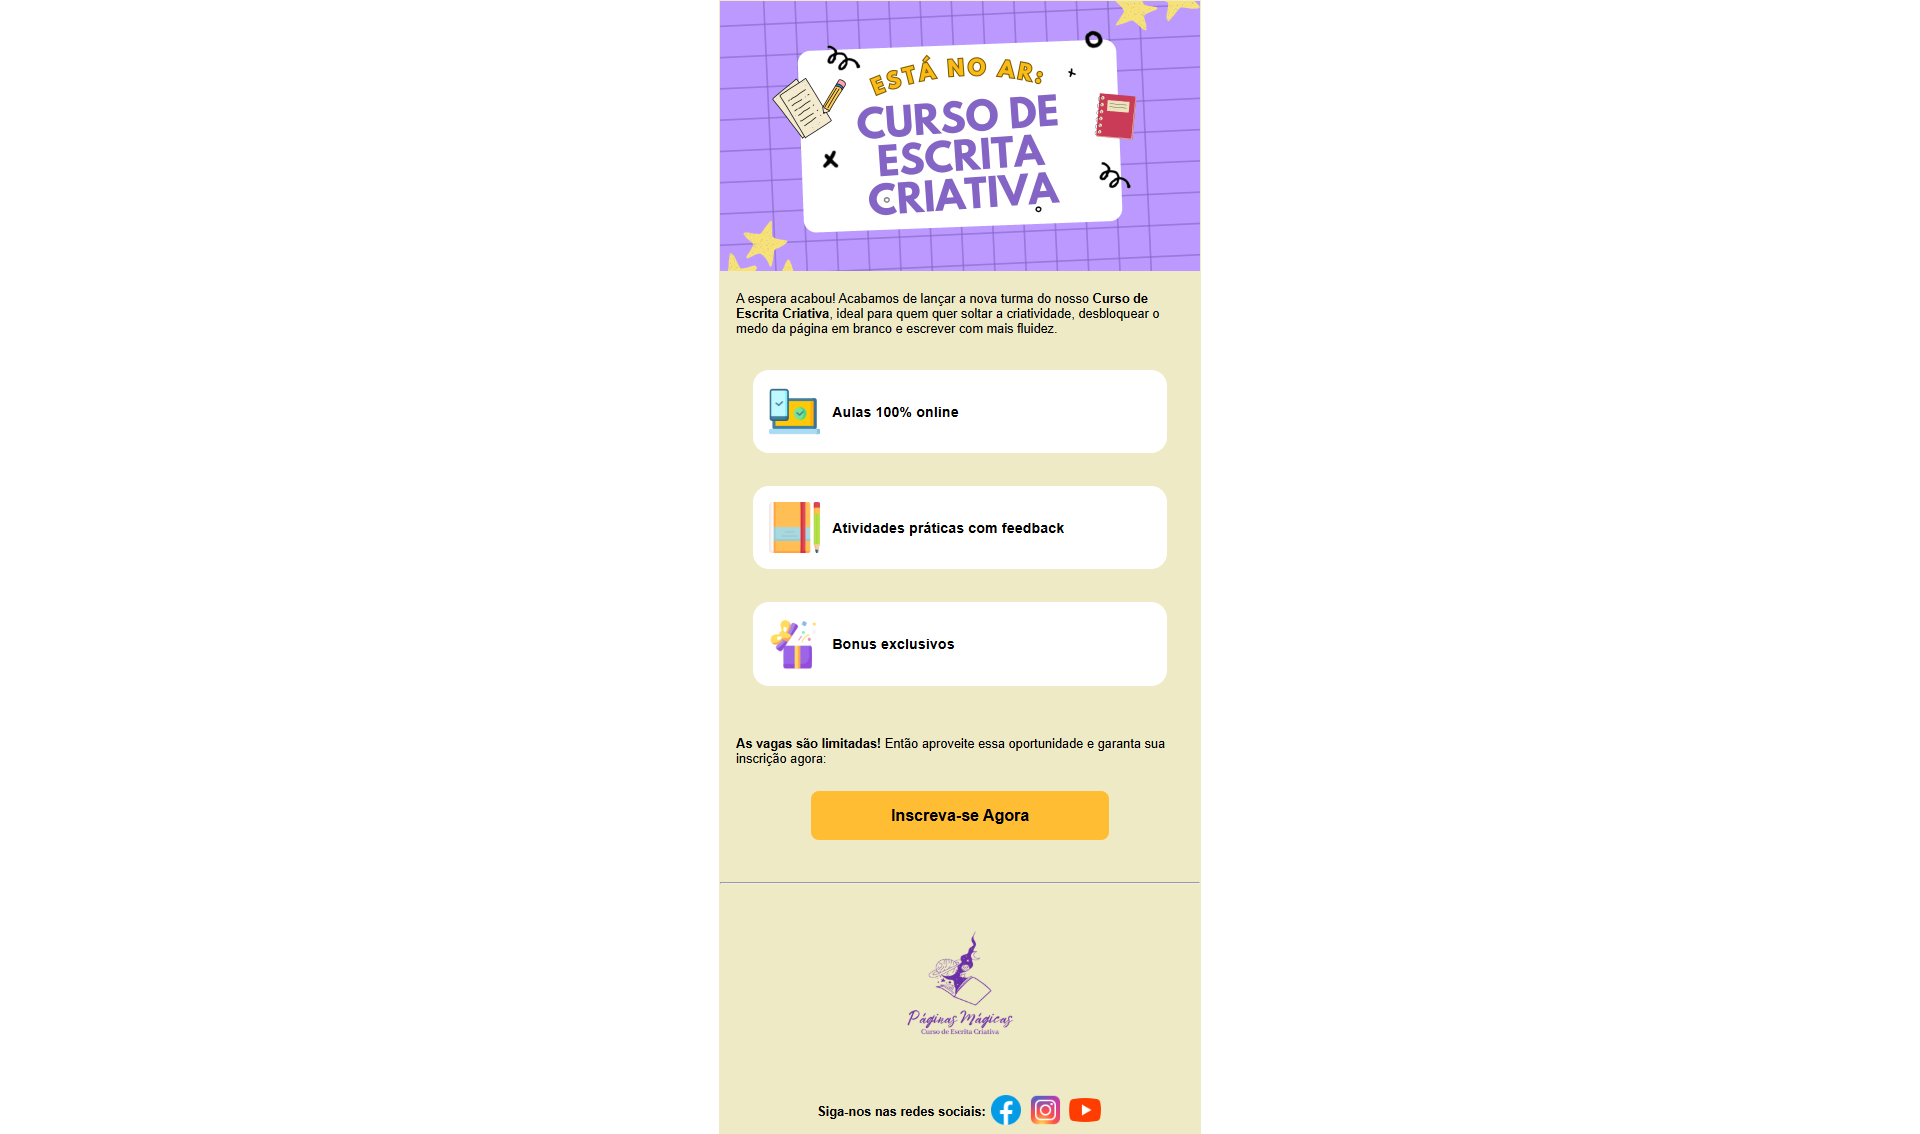 ESTÁ NO AR:
CURSO DE
ESCRITA
CRIATIVA
A espera acabou! Acabamos de lançar a nova turma do nosso Curso de
Escrita Criativa, ideal para quem quer soltar a criatividade, desbloquear o
medo da página em branco e escrever com mais fluidez.
Aulas 100% online
Atividades práticas com feedback
Bonus exclusivos
As vagas são limitadas! Então aproveite essa oportunidade e garanta sua
inscrição agora:
Inscreva-se Agora
Páginas Mágicas
Curso de Escrita Criativa
Siga-nos nas redes sociais: